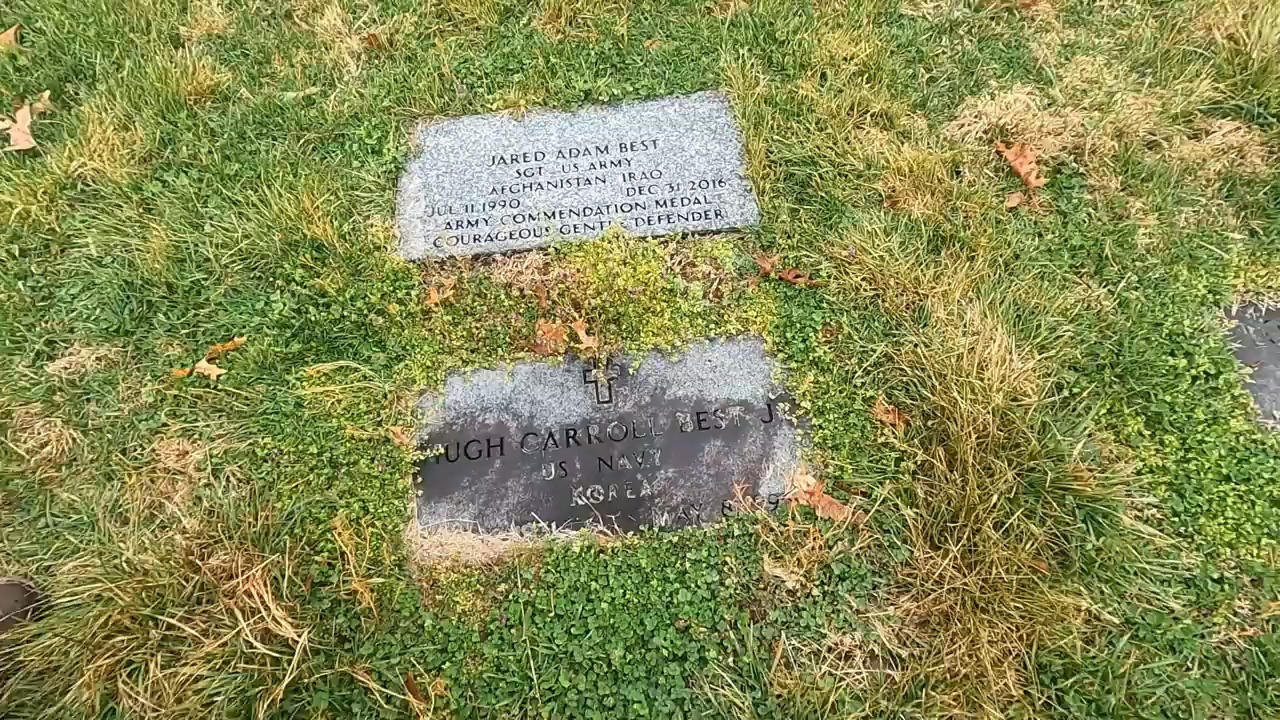 JARED ADAM BEST
SGT US ARMY
AFGHANISTAN IRAQ
JUL 11 1990 DEC 31 2016
ARMY COMMENDATION MEDAL
COURAGEOUS GENTLE DEFENDER
HUGH CARROLL BEST JR
US NAVY
KOREA
MAY 8